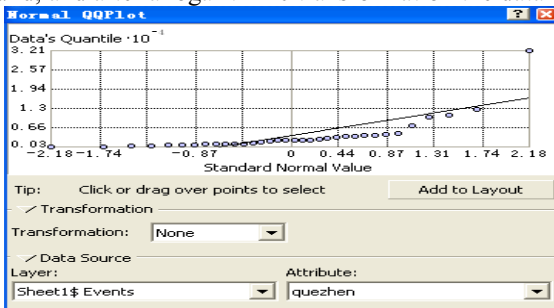 Normal QQPlot
Data's Quantile ·10⁻¹
3.21
2.57
1.94
1.3
0.66
0.03
-2.18 -1.74 -0.87 0 0.44 0.87 1.31 1.74 2.18
Standard Normal Value
Tip: Click or drag over points to select Add to Layout
Transformation
Transformation: None
Data Source
Layer: Attribute:
Sheet1$ Events quezhen